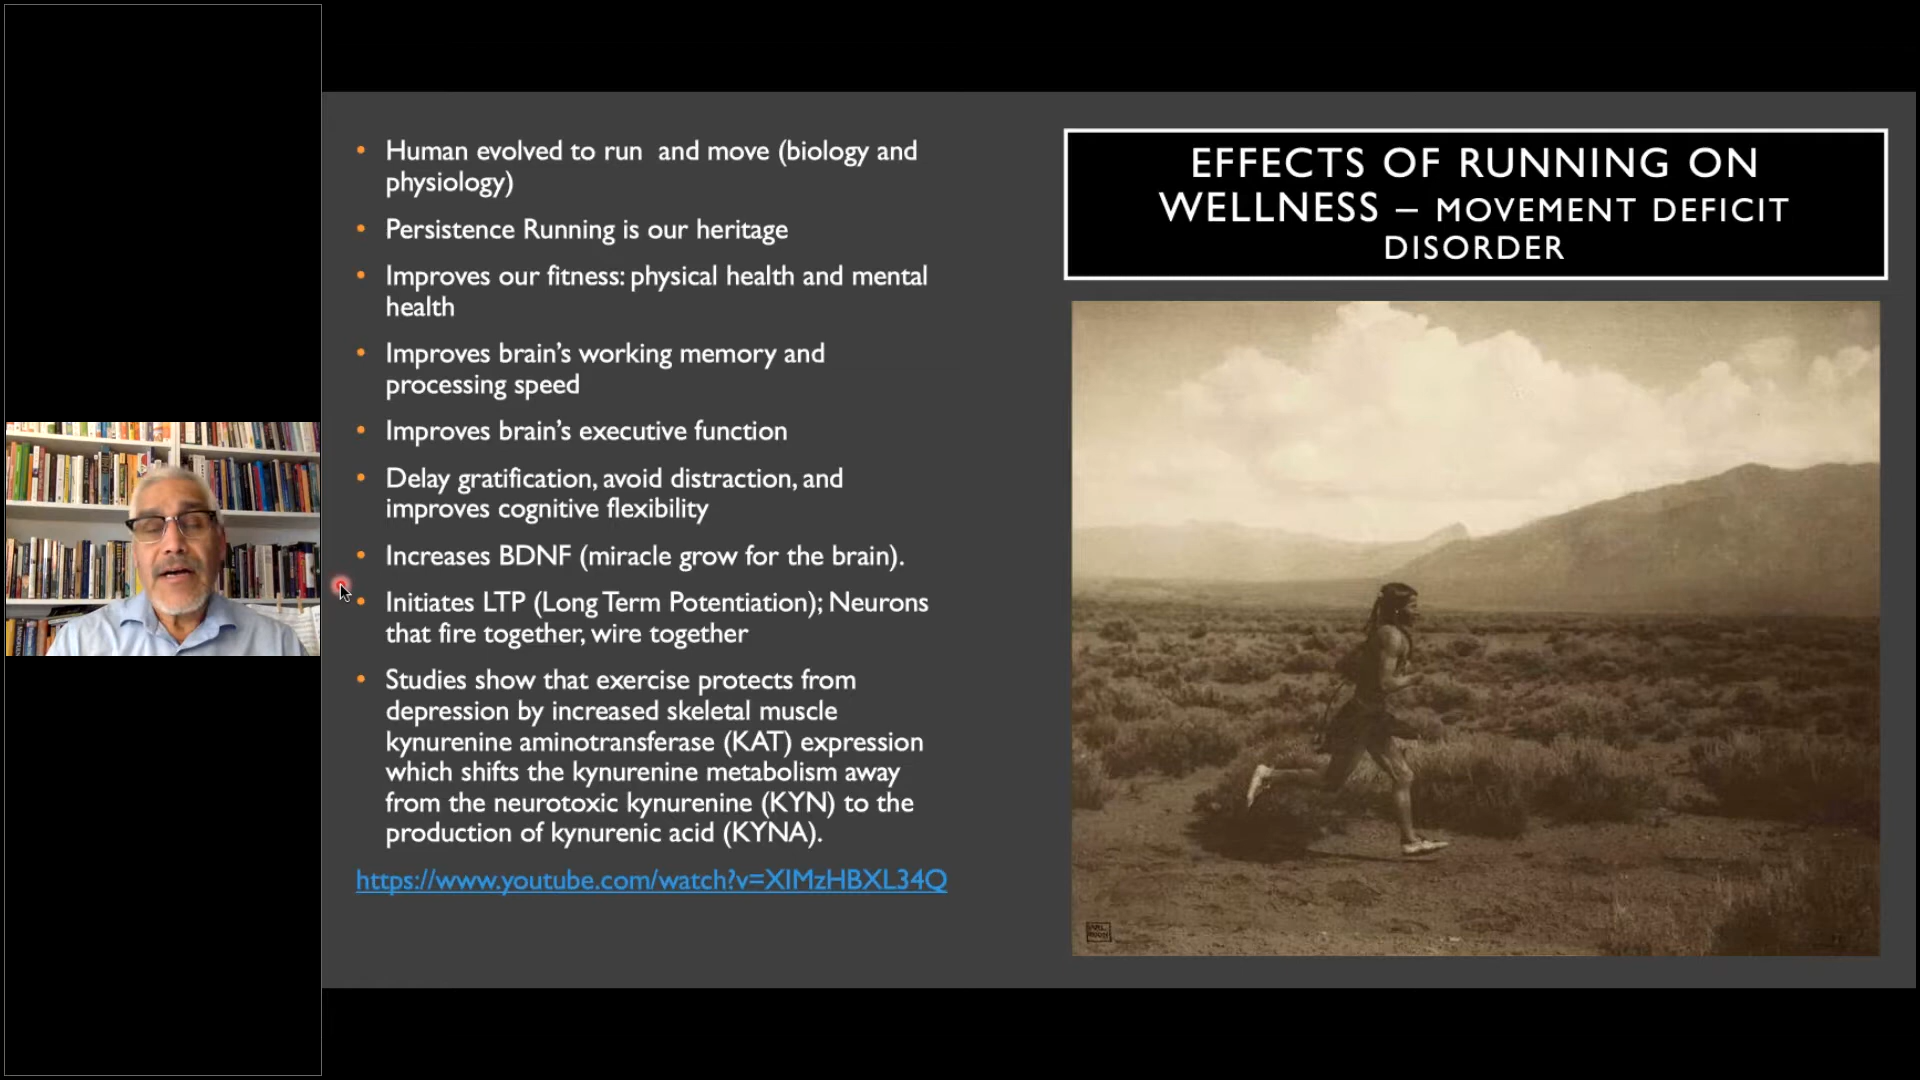 • Human evolved to run  and move (biology and
physiology)
• Persistence Running is our heritage
• Improves our fitness: physical health and mental
health
• Improves brain’s working memory and
processing speed
• Improves brain’s executive function
• Delay gratification, avoid distraction, and
improves cognitive flexibility
• Increases BDNF (miracle grow for the brain).
• Initiates LTP (Long Term Potentiation); Neurons
that fire together, wire together
• Studies show that exercise protects from
depression by increased skeletal muscle
kynurenine aminotransferase (KAT) expression
which shifts the kynurenine metabolism away
from the neurotoxic kynurenine (KYN) to the
production of kynurenic acid (KYNA).
https://www.youtube.com/watch?v=XIMzHBXL34Q
EFFECTS OF RUNNING ON
WELLNESS – MOVEMENT DEFICIT
DISORDER